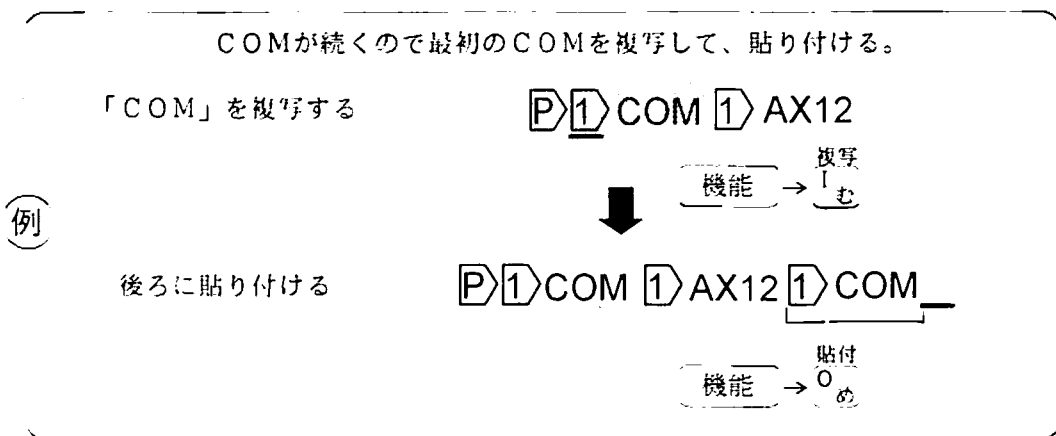 COMが続くので最初のCOMを複写して、貼り付ける。
「COM」を複写する P 1 COM 1 AX12
複写
機能 → I む
例
後ろに貼り付ける P 1 COM 1 AX12 1 COM_
貼付
機能 → O め